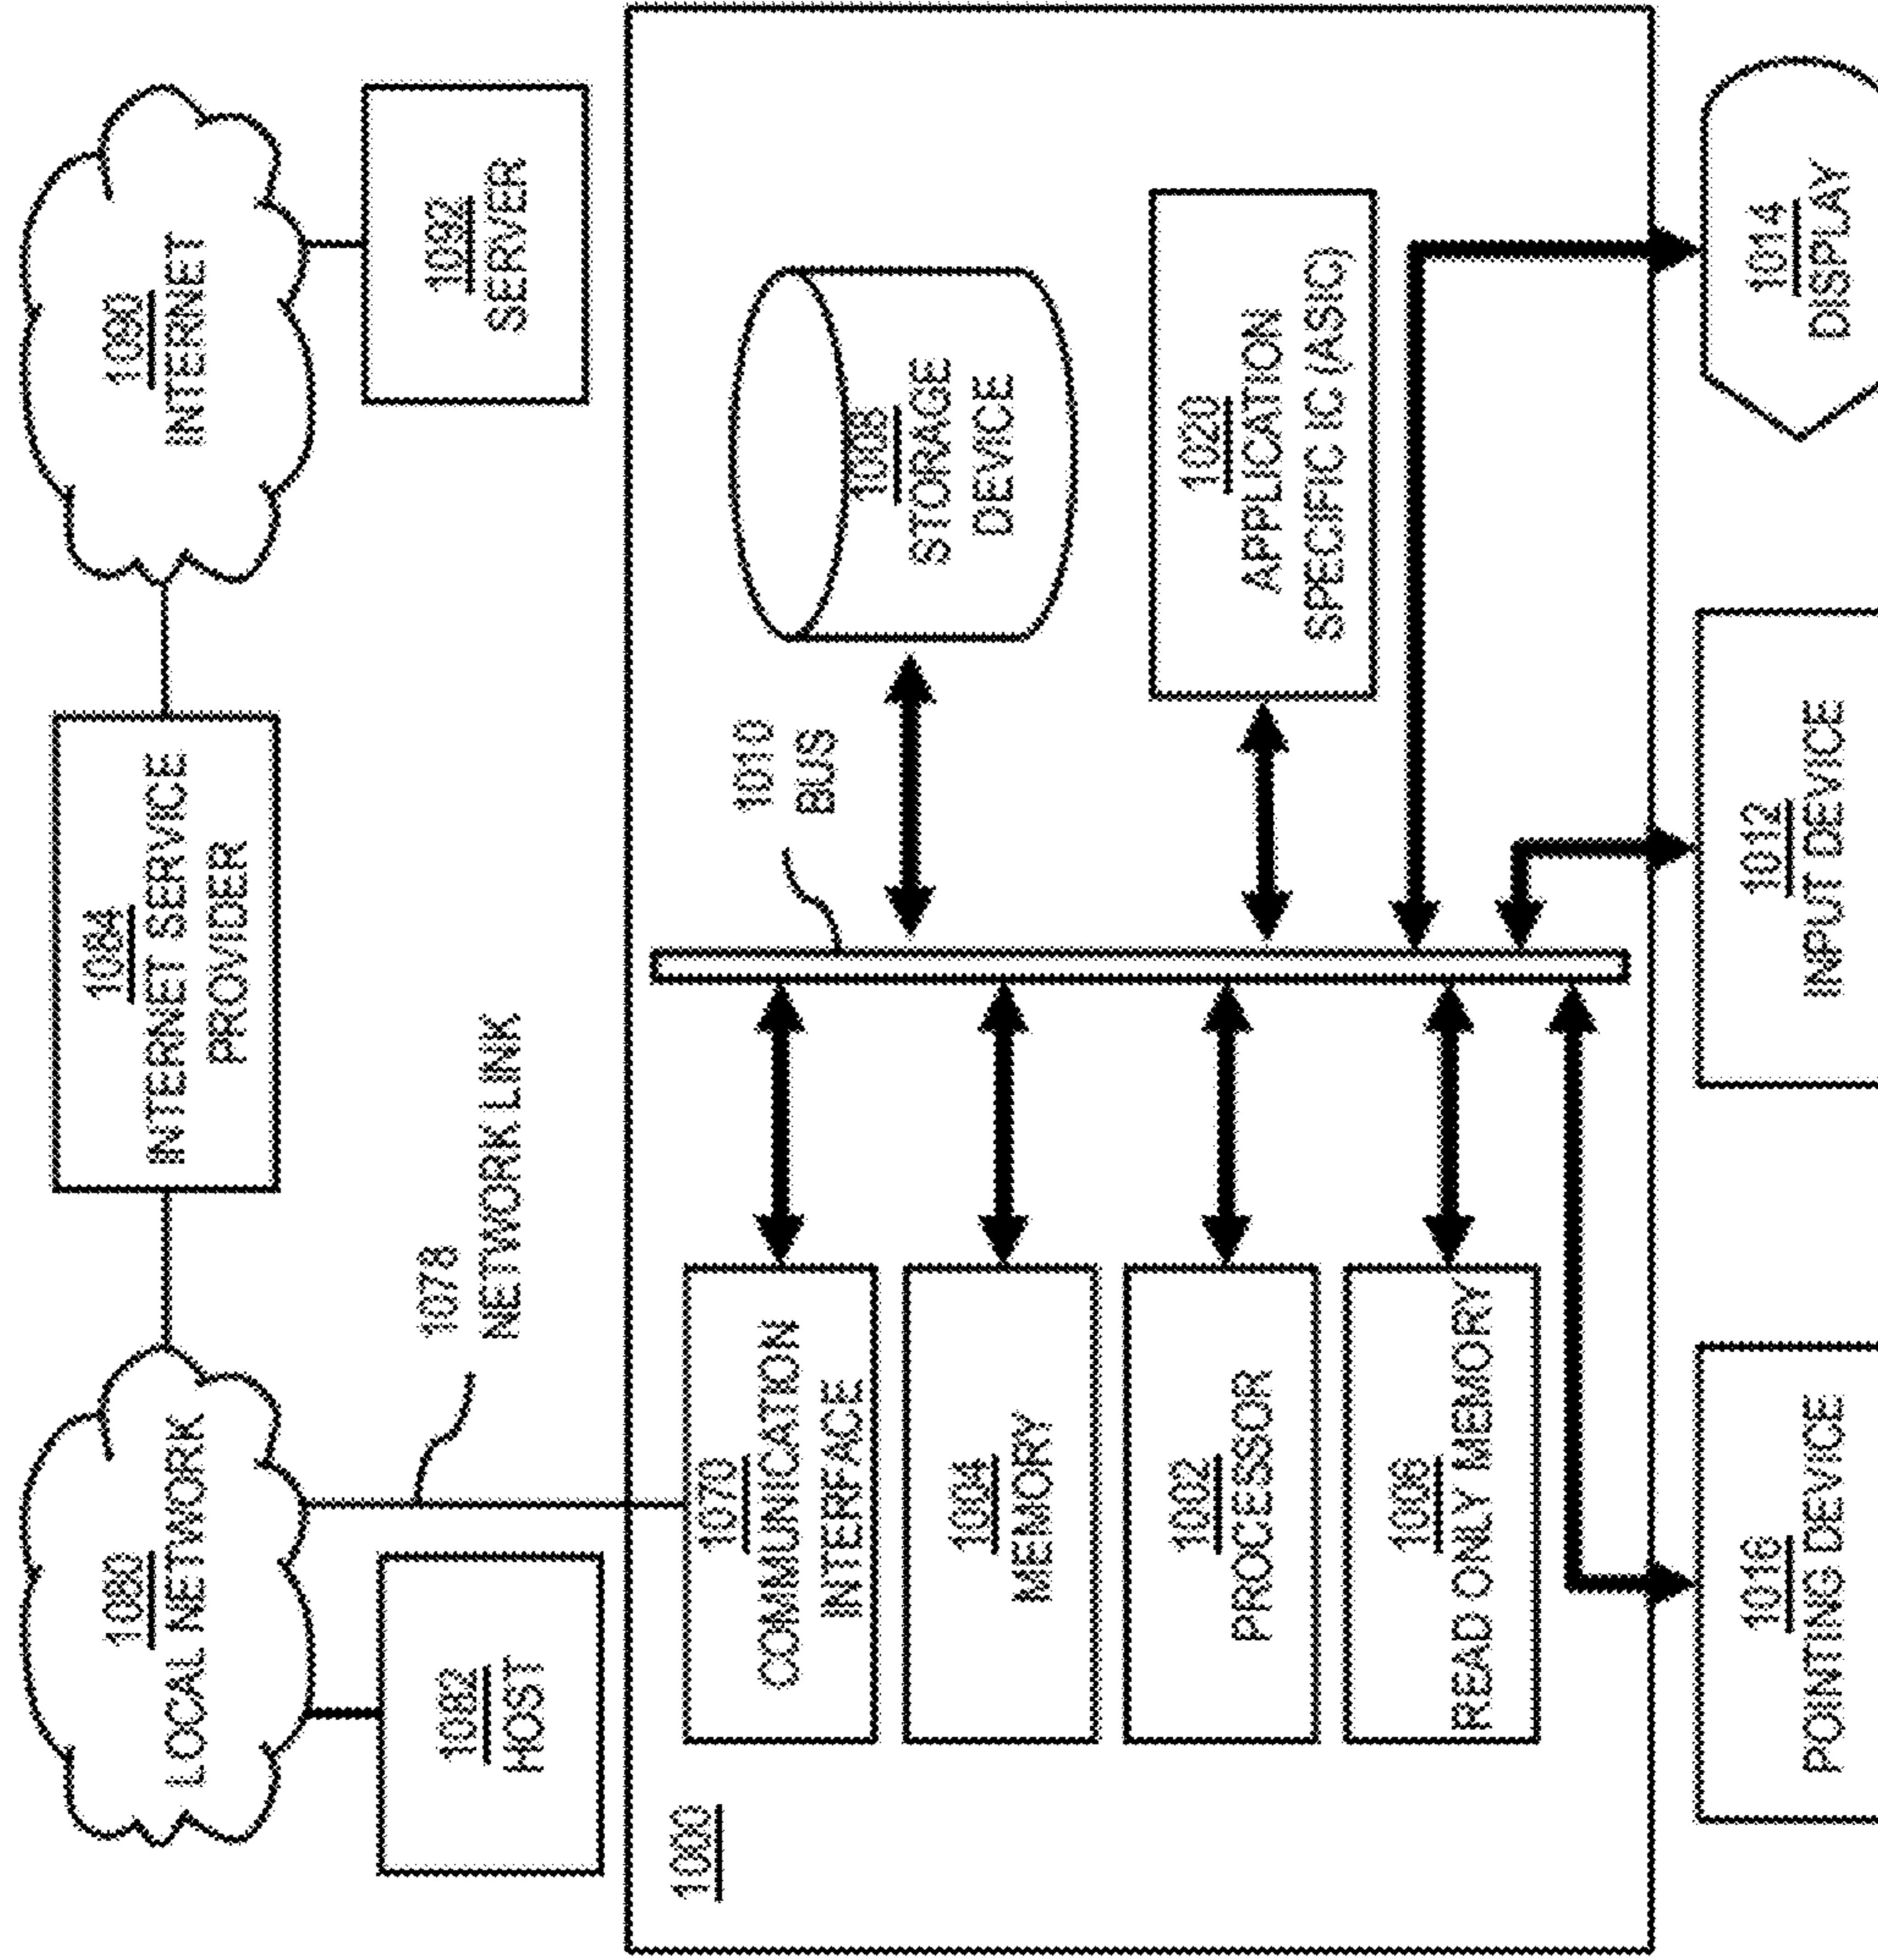 1080
LOCAL NETWORK
1084
INTERNET SERVICE
PROVIDER
1090
INTERNET
1082
HOST
1078
NETWORK LINK
1092
SERVER
1000
1070
COMMUNICATION
INTERFACE
1010
BUS
1008
STORAGE
DEVICE
1004
MEMORY
1002
PROCESSOR
1020
APPLICATION
SPECIFIC IC (ASIC)
1006
READ ONLY MEMORY
1016
POINTING DEVICE
1012
INPUT DEVICE
1014
DISPLAY